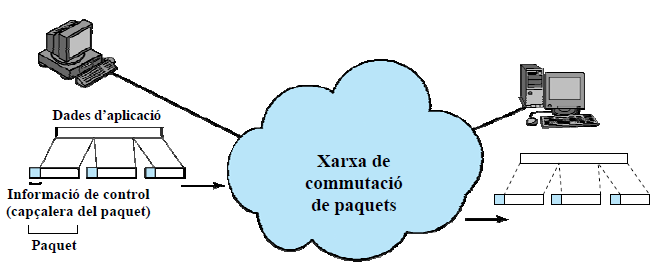 Dades d'aplicació
Informació de control
(capçalera del paquet)
Paquet
Xarxa de
commutació
de paquets